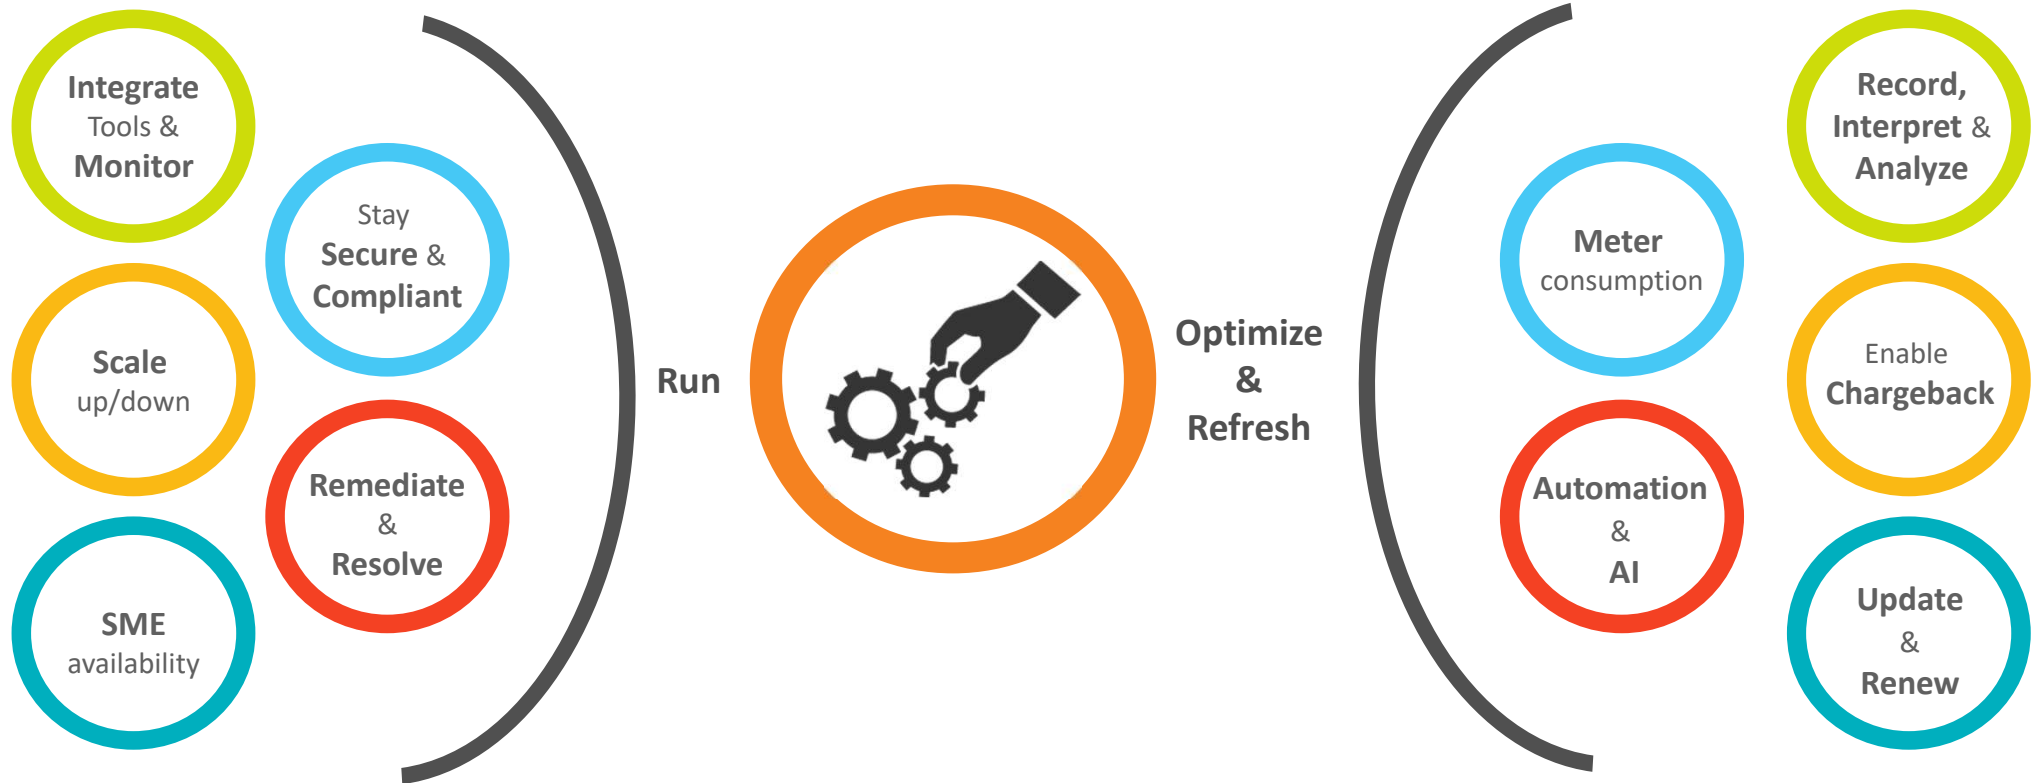 Integrate
Tools &
Monitor
Stay
Secure &
Compliant
Scale
up/down
Remediate
&
Resolve
SME
availability
Run
Optimize
&
Refresh
Meter
consumption
Automation
&
AI
Record,
Interpret &
Analyze
Enable
Chargeback
Update
&
Renew